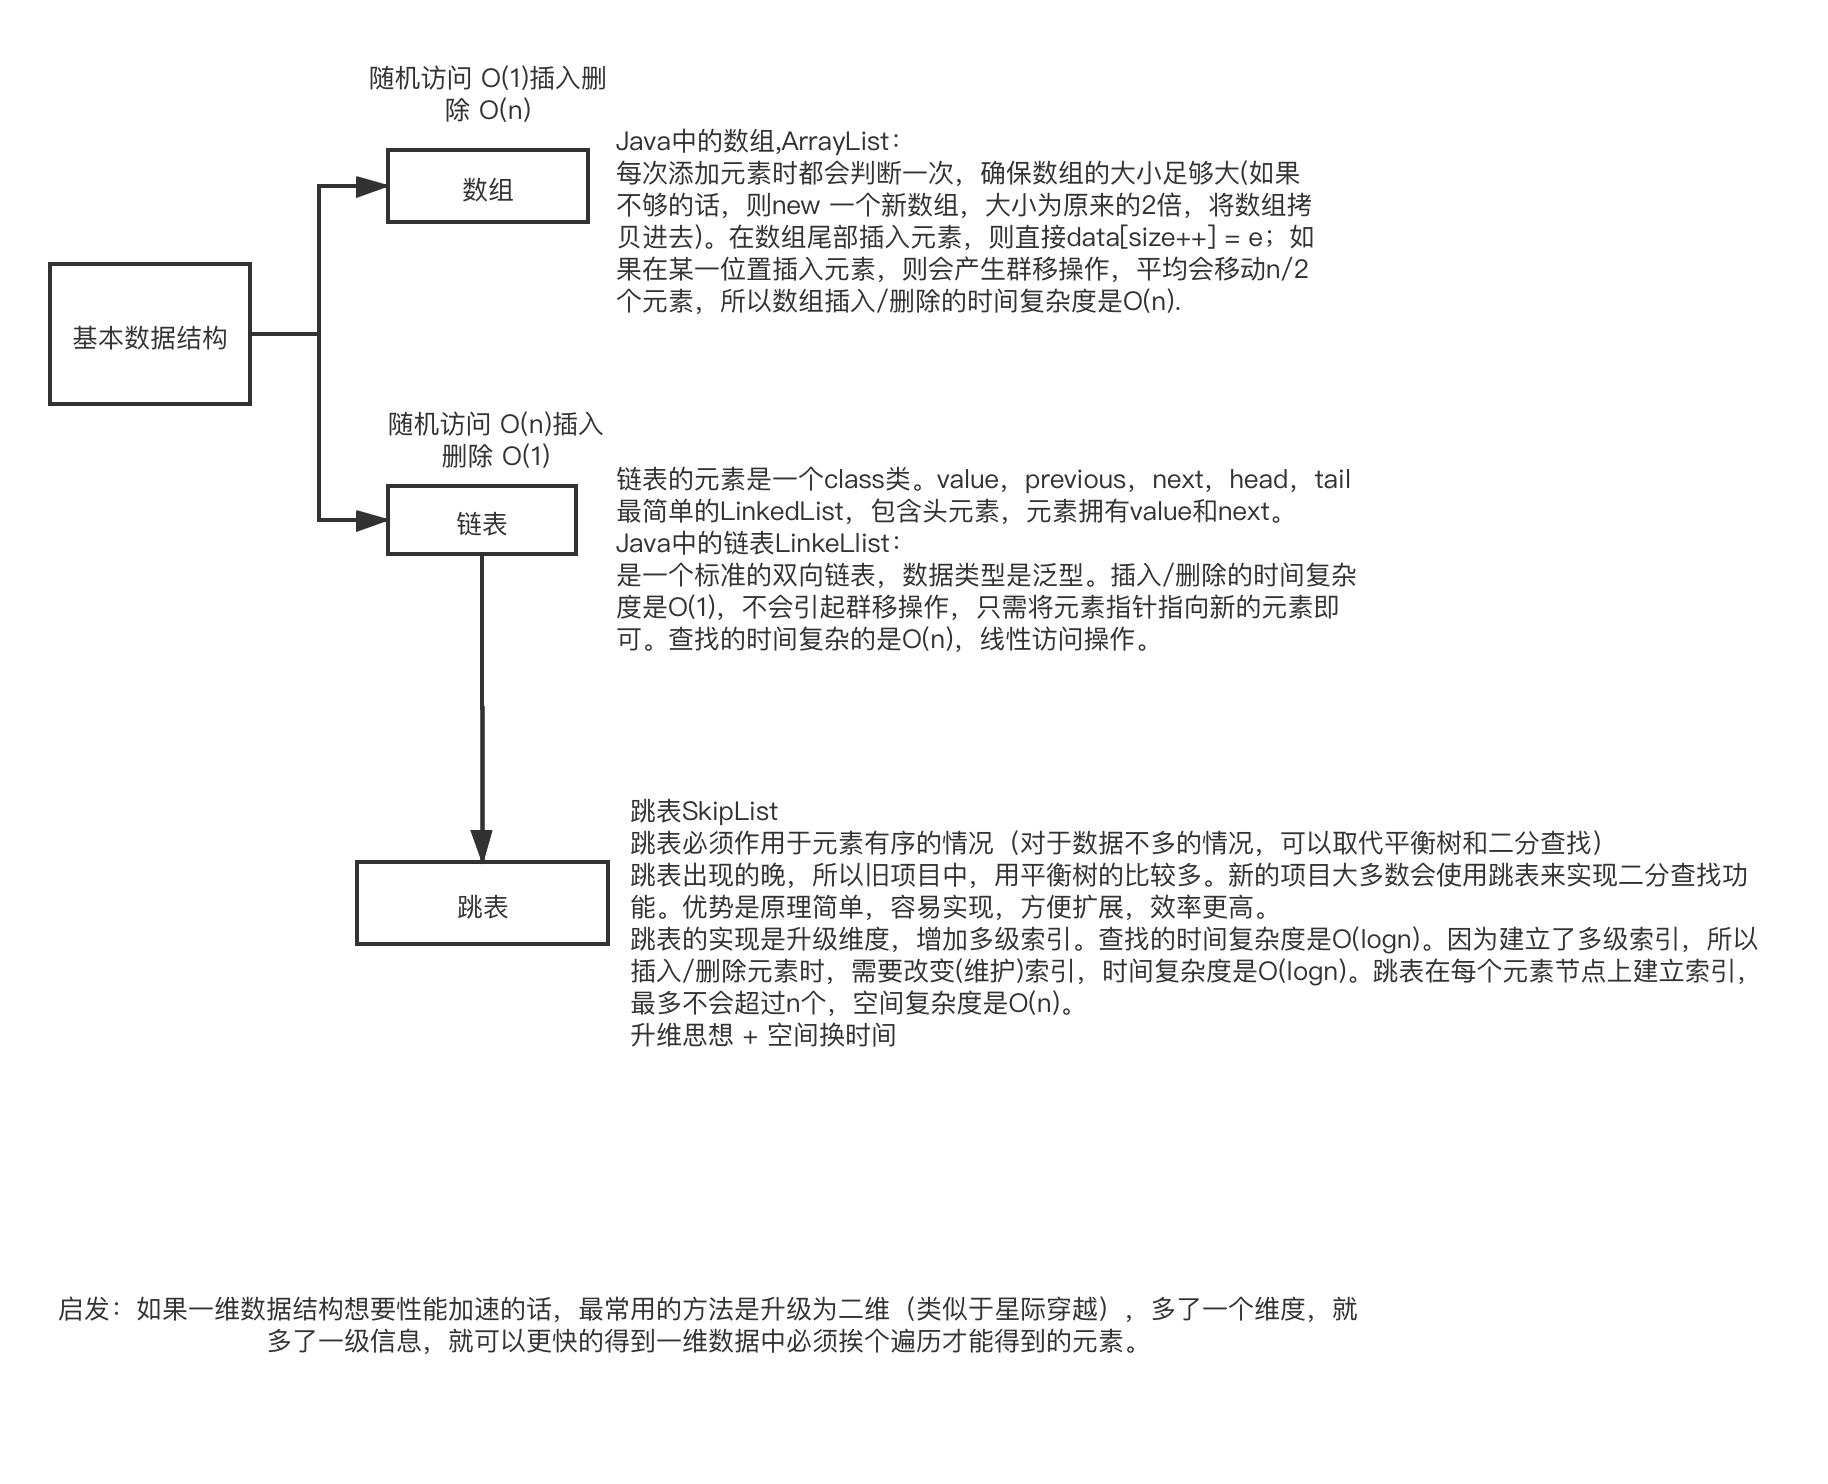 随机访问 O(1)插入删
除 O(n)
数组
Java中的数组,ArrayList：
每次添加元素时都会判断一次，确保数组的大小足够大(如果
不够的话，则new 一个新数组，大小为原来的2倍，将数组拷
贝进去)。在数组尾部插入元素，则直接data[size++] = e；如
果在某一位置插入元素，则会产生群移操作，平均会移动n/2
个元素，所以数组插入/删除的时间复杂度是O(n).
基本数据结构
随机访问 O(n)插入
删除 O(1)
链表
链表的元素是一个class类。value，previous，next，head，tail
最简单的LinkedList，包含头元素，元素拥有value和next。
Java中的链表LinkeLlist：
是一个标准的双向链表，数据类型是泛型。插入/删除的时间复杂
度是O(1)，不会引起群移操作，只需将元素指针指向新的元素即
可。查找的时间复杂的是O(n)，线性访问操作。
跳表
跳表SkipList
跳表必须作用于元素有序的情况（对于数据不多的情况，可以取代平衡树和二分查找）
跳表出现的晚，所以旧项目中，用平衡树的比较多。新的项目大多数会使用跳表来实现二分查找功
能。优势是原理简单，容易实现，方便扩展，效率更高。
跳表的实现是升级维度，增加多级索引。查找的时间复杂度是O(logn)。因为建立了多级索引，所以
插入/删除元素时，需要改变(维护)索引，时间复杂度是O(logn)。跳表在每个元素节点上建立索引，
最多不会超过n个，空间复杂度是O(n)。
升维思想 + 空间换时间
启发：如果一维数据结构想要性能加速的话，最常用的方法是升级为二维（类似于星际穿越），多了一个维度，就
多了一级信息，就可以更快的得到一维数据中必须挨个遍历才能得到的元素。